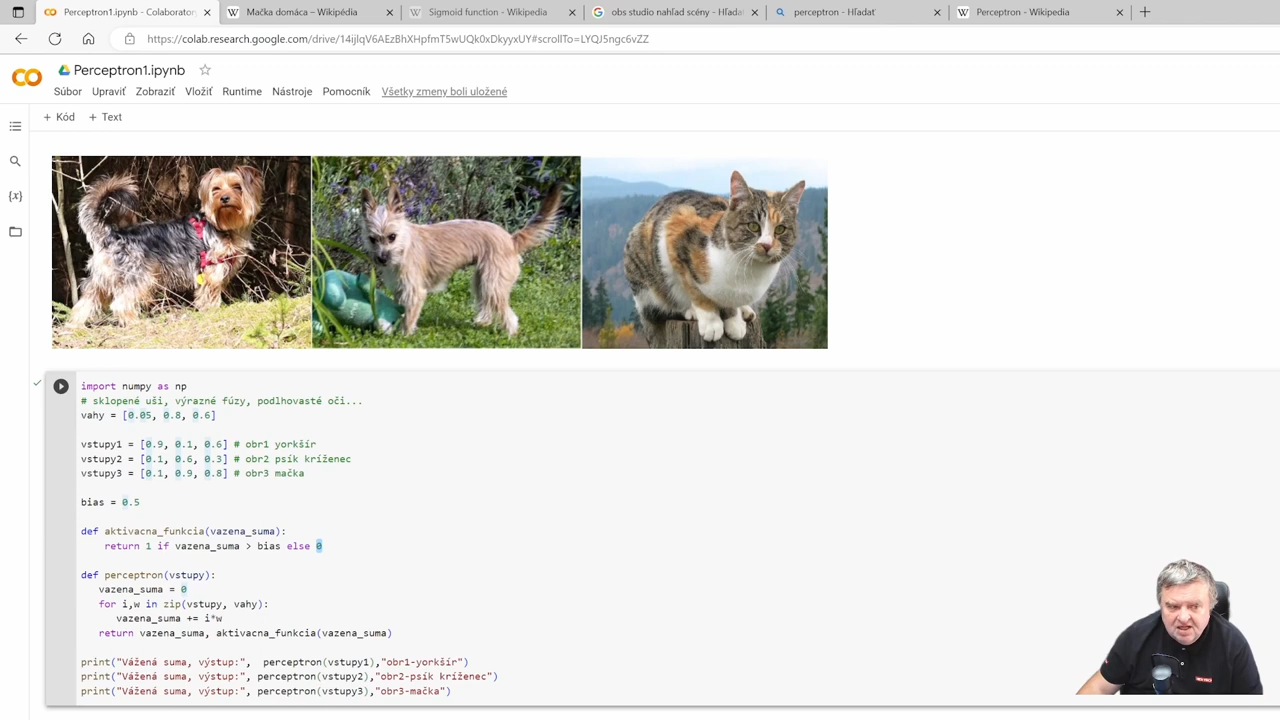 Perceptron1.ipynb - Colaborator
Mačka domáca – Wikipédia
Sigmoid function - Wikipedia
obs studio nahľad scény - Hľada
perceptron - Hľadať
Perceptron - Wikipedia
https://colab.research.google.com/drive/14ijlqV6AEzBhXHpfmT5wUQk0xDkyyxUY#scrollTo=LYQJ5ngc6vZZ
Perceptron1.ipynb
Súbor Upraviť Zobraziť Vložiť Runtime Nástroje Pomocník Všetky zmeny boli uložené
+ Kód + Text
import numpy as np
# sklopené uši, výrazné fúzy, podlhovasté oči...
vahy = [0.05, 0.8, 0.6]
vstupy1 = [0.9, 0.1, 0.6] # obr1 yorkšír
vstupy2 = [0.1, 0.6, 0.3] # obr2 psík kríženec
vstupy3 = [0.1, 0.9, 0.8] # obr3 mačka
bias = 0.5
def aktivacna_funkcia(vazena_suma):
return 1 if vazena_suma > bias else 0
def perceptron(vstupy):
vazena_suma = 0
for i,w in zip(vstupy, vahy):
vazena_suma += i*w
return vazena_suma, aktivacna_funkcia(vazena_suma)
print("Vážená suma, výstup:", perceptron(vstupy1),"obr1-yorkšír")
print("Vážená suma, výstup:", perceptron(vstupy2),"obr2-psík kríženec")
print("Vážená suma, výstup:", perceptron(vstupy3),"obr3-mačka")